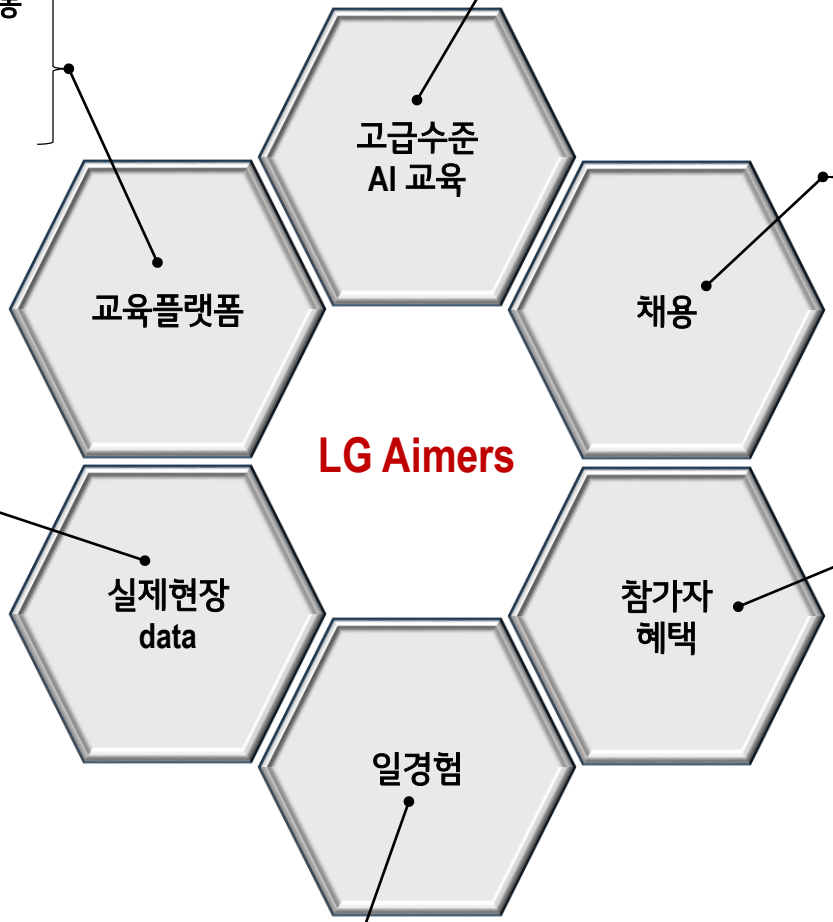 고급수준
AI 교육
교육플랫폼
채용
LG Aimers
실제현장
data
참가자
혜택
일경험